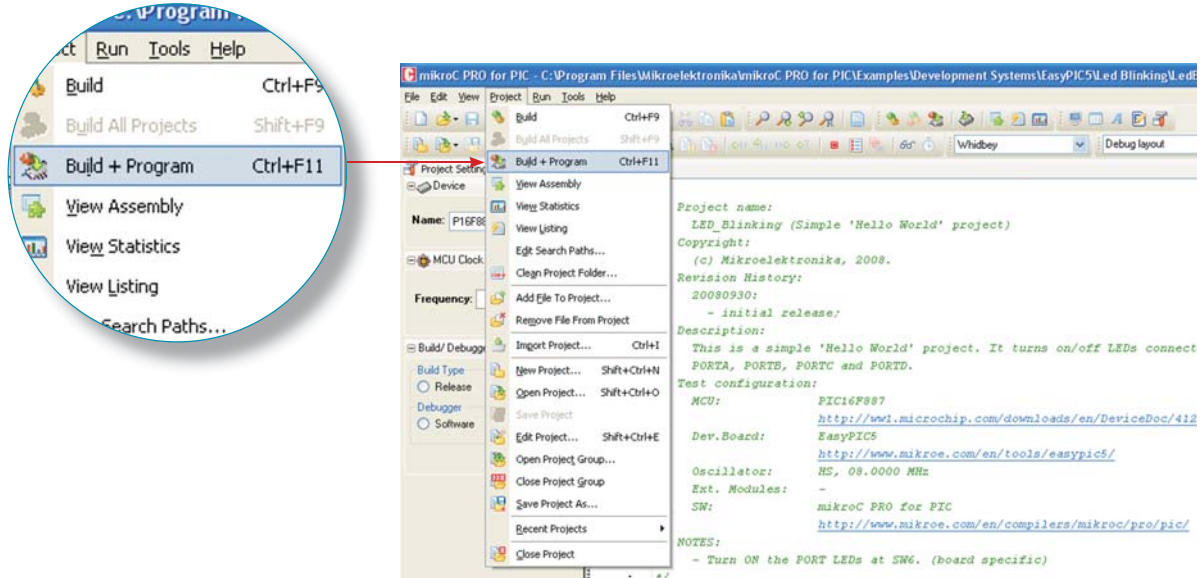 C:\Program
ct Run Tools Help
Build Ctrl+F9
Build All Projects Shift+F9
Build + Program Ctrl+F11
View Assembly
View Statistics
View Listing
Search Paths...
mikroC PRO for PIC - C:\Program Files\Mikroelektronika\mikroC PRO for PIC\Examples\Development Systems\EasyPIC5\Led Blinking\LedB
File Edit View Project Run Tools Help
Build Ctrl+F9
Build All Projects Shift+F9
Build + Program Ctrl+F11
View Assembly
View Statistics
View Listing
Edit Search Paths...
Clean Project Folder...
Add File To Project...
Remove File From Project
Import Project... Ctrl+I
New Project... Shift+Ctrl+N
Open Project... Shift+Ctrl+O
Save Project
Edit Project... Shift+Ctrl+E
Open Project Group...
Close Project Group
Save Project As...
Recent Projects
Close Project
Whidbey Debug layout
Project Setting
Device
Name: P16F88
MCU Clock
Frequency:
Build/ Debugge
Build Type
Release
Debugger
Software
Project name:
LED_Blinking (Simple 'Hello World' project)
Copyright:
(c) Mikroelektronika, 2008.
Revision History:
20080930:
- initial release;
Description:
This is a simple 'Hello World' project. It turns on/off LEDs connect
PORTA, PORTB, PORTC and PORTD.
Test configuration:
MCU: PIC16F887
http://ww1.microchip.com/downloads/en/DeviceDoc/412
Dev.Board: EasyPIC5
http://www.mikroe.com/en/tools/easypic5/
Oscillator: HS, 08.0000 MHz
Ext. Modules: -
SW: mikroC PRO for PIC
http://www.mikroe.com/en/compilers/mikroc/pro/pic/
NOTES:
- Turn ON the PORT LEDs at SW6. (board specific)
*/